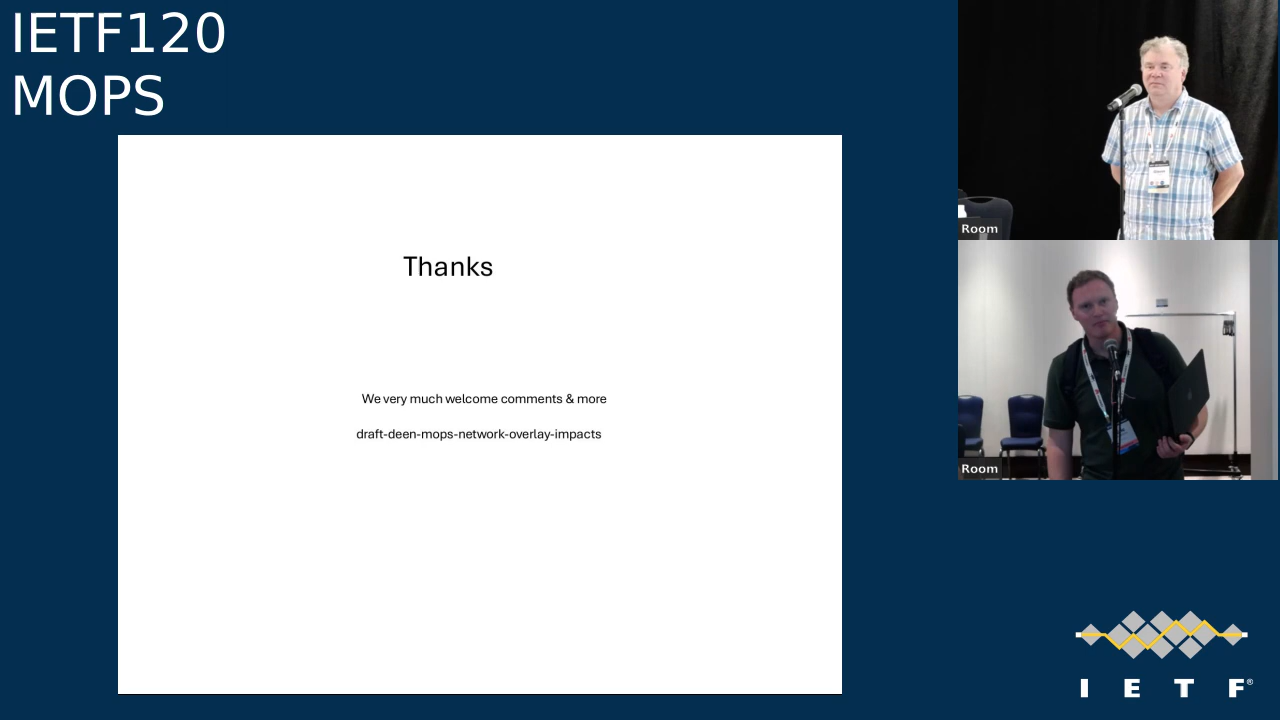 IETF120
MOPS
Thanks
We very much welcome comments & more
draft-deen-mops-network-overlay-impacts
Room
Room
I E T F®